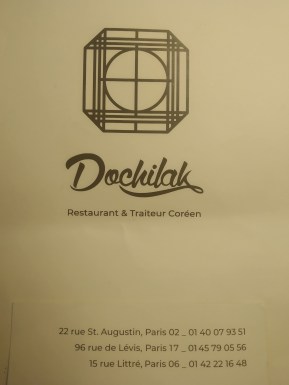 Dochilak
Restaurant & Traiteur Coréen
22 rue St. Augustin, Paris 02 _ 01 40 07 93 51
96 rue de Lévis, Paris 17 _ 01 45 79 05 56
15 rue Littré, Paris 06 _ 01 42 22 16 48